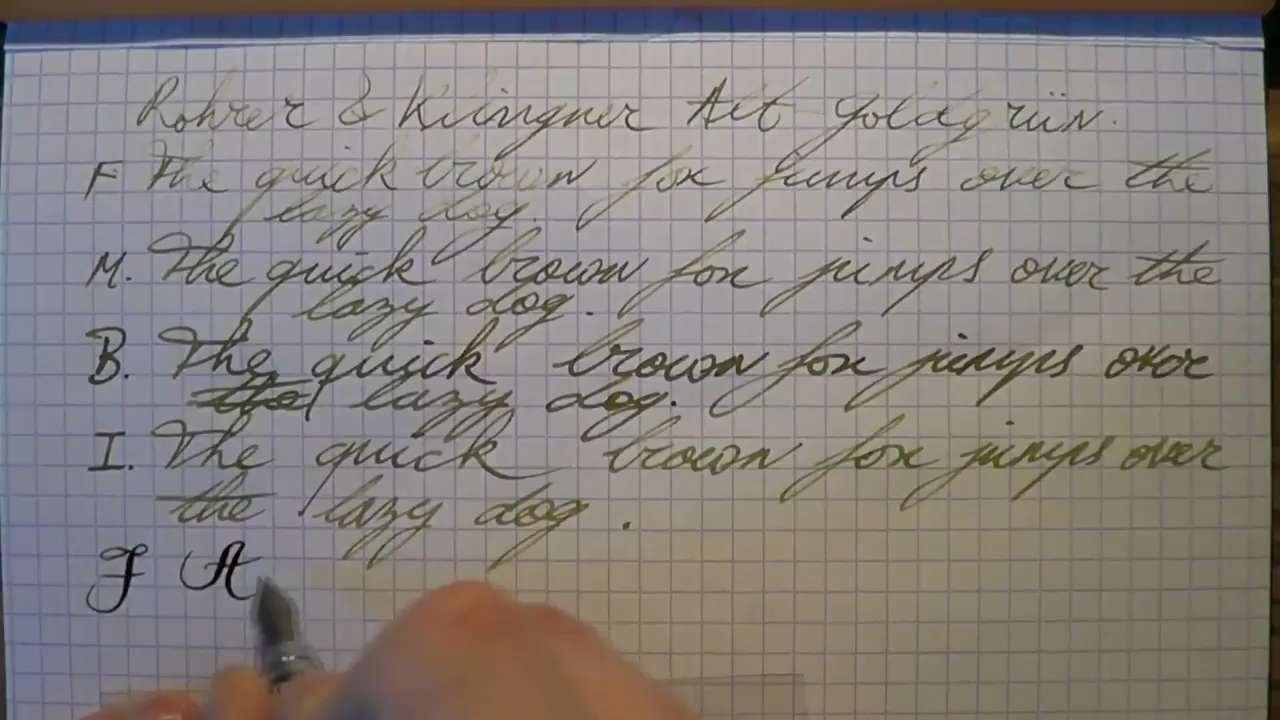 Rohrer & Klingner Alt Goldgrün.
F The quick brown fox jumps over the
lazy dog.
M. The quick brown fox jumps over the
lazy dog.
B. The quick brown fox jumps over
the lazy dog.
I. The quick brown fox jumps over
the lazy dog.
F A